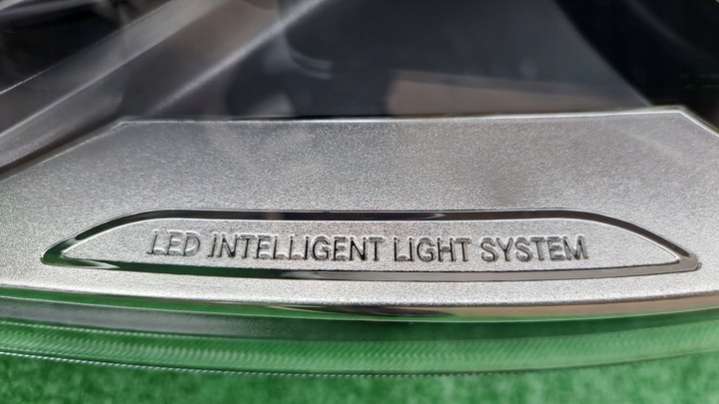 LED INTELLIGENT LIGHT SYSTEM